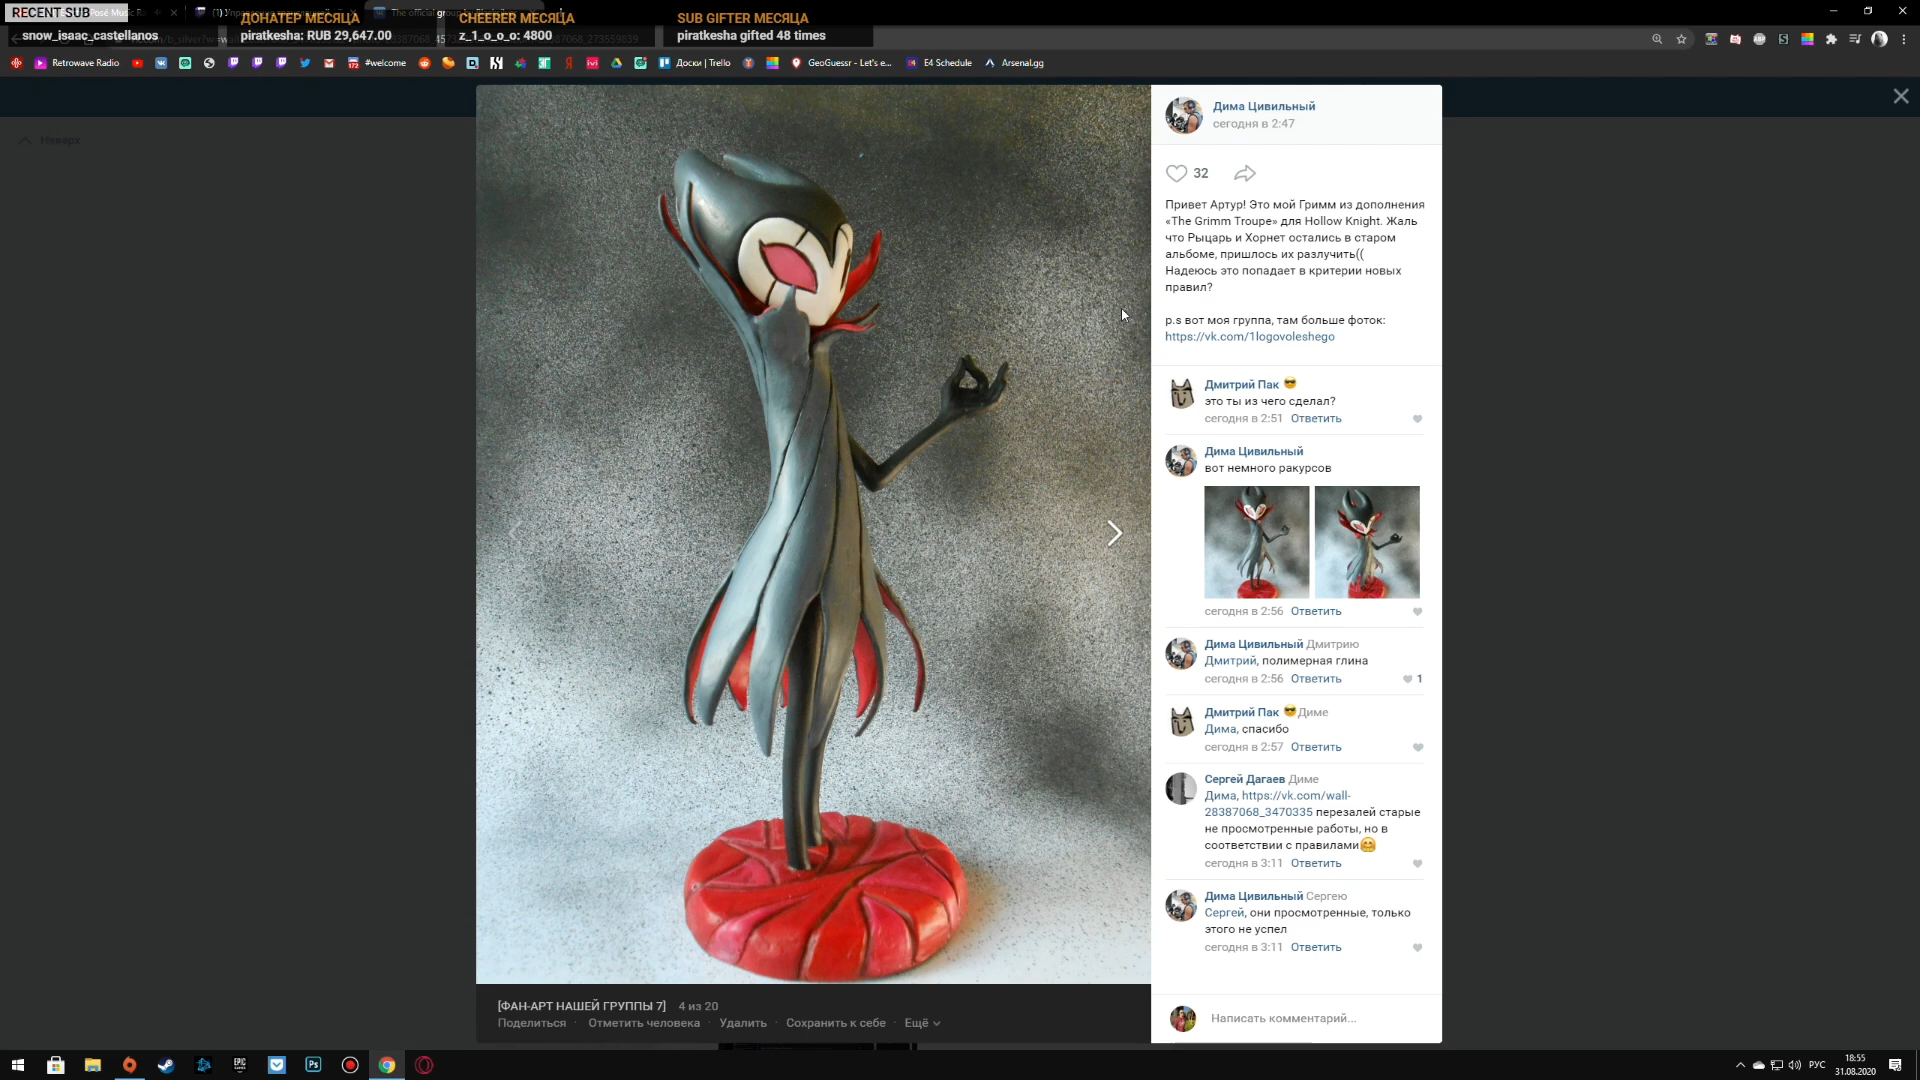 RECENT SUB
snow_isaac_castellanos
ДОНАТЕР МЕСЯЦА
piratkesha: RUB 29,647.00
CHEERER МЕСЯЦА
z_1_o_o_o: 4800
SUB GIFTER МЕСЯЦА
piratkesha gifted 48 times
Retrowave Radio
#welcome
Доски | Trello
GeoGuessr - Let's e...
E4 Schedule
Arsenal.gg
Наверх
Дима Цивильный
сегодня в 2:47
32
Привет Артур! Это мой Гримм из дополнения
«The Grimm Troupe» для Hollow Knight. Жаль
что Рыцарь и Хорнет остались в старом
альбоме, пришлось их разлучить((
Надеюсь это попадает в критерии новых
правил?
p.s вот моя группа, там больше фоток:
https://vk.com/1logovoleshego
Дмитрий Пак
это ты из чего сделал?
сегодня в 2:51 Ответить
Дима Цивильный
вот немного ракурсов
сегодня в 2:56 Ответить
Дима Цивильный Дмитрию
Дмитрий, полимерная глина
сегодня в 2:56 Ответить 1
Дмитрий Пак Диме
Дима, спасибо
сегодня в 2:57 Ответить
Сергей Дагаев Диме
Дима, https://vk.com/wall-
28387068_3470335 перезалей старые
не просмотренные работы, но в
соответствии с правилами
сегодня в 3:11 Ответить
Дима Цивильный Сергею
Сергей, они просмотренные, только
этого не успел
сегодня в 3:11 Ответить
Написать комментарий...
[ФАН-АРТ НАШЕЙ ГРУППЫ 7] 4 из 20
Поделиться · Отметить человека · Удалить · Сохранить к себе · Ещё
РУС
18:55
31.08.2020